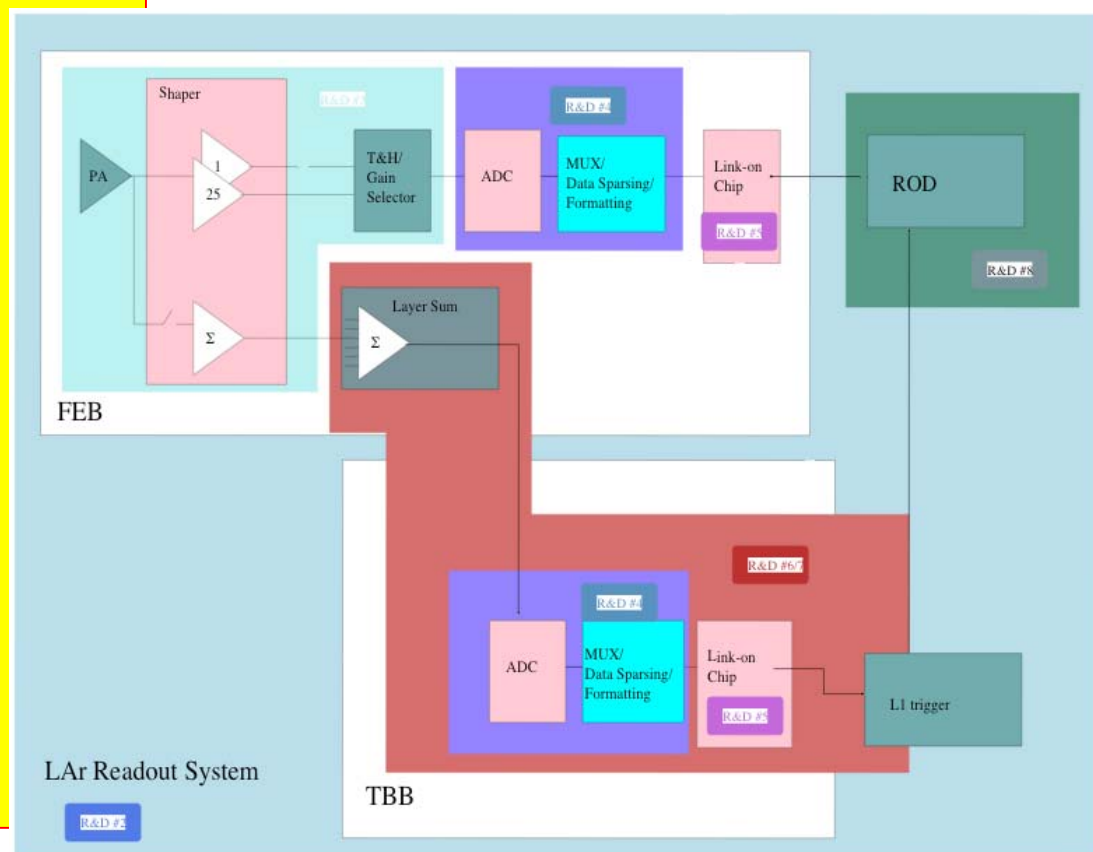 Shaper
R&D #3
R&D #4
PA
1
25
T&H/
Gain
Selector
ADC
MUX/
Data Sparsing/
Formatting
Link-on
Chip
R&D #5
ROD
R&D #8
Σ
Layer Sum
Σ
FEB
R&D #6/7
R&D #4
ADC
MUX/
Data Sparsing/
Formatting
Link-on
Chip
R&D #5
L1 trigger
LAr Readout System
TBB
R&D #2